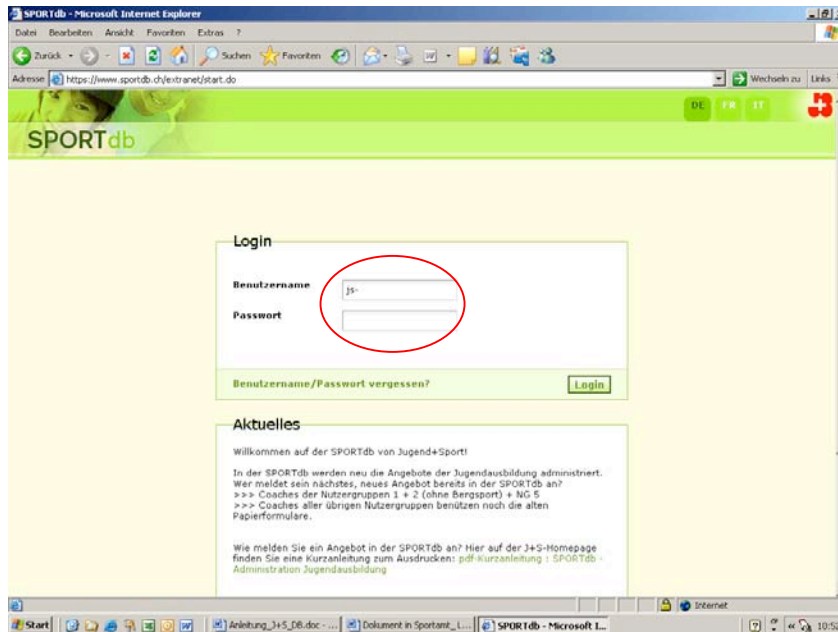 SPORTdb - Microsoft Internet Explorer
Datei Bearbeiten Ansicht Favoriten Extras ?
Zurück Suchen Favoriten
Adresse https://www.sportdb.ch/extranet/start.do Wechseln zu Links
DE FR IT
SPORTdb
Login
Benutzername js-
Passwort
Benutzername/Passwort vergessen? Login
Aktuelles
Willkommen auf der SPORTdb von Jugend+Sport!
In der SPORTdb werden neu die Angebote der Jugendausbildung administriert.
Wer meldet sein nächstes, neues Angebot bereits in der SPORTdb an?
>>> Coaches der Nutzergruppen 1 + 2 (ohne Bergsport) + NG 5
>>> Coaches aller übrigen Nutzergruppen benützen noch die alten
Papierformulare.
Wie melden Sie ein Angebot in der SPORTdb an? Hier auf der J+S-Homepage
finden Sie eine Kurzanleitung zum Ausdrucken: pdf-Kurzanleitung : SPORTdb -
Administration Jugendausbildung
Internet
Start Anleitung_J+S_DB.doc - ... Dokument in Sportamt_L... SPORTdb - Microsoft I...